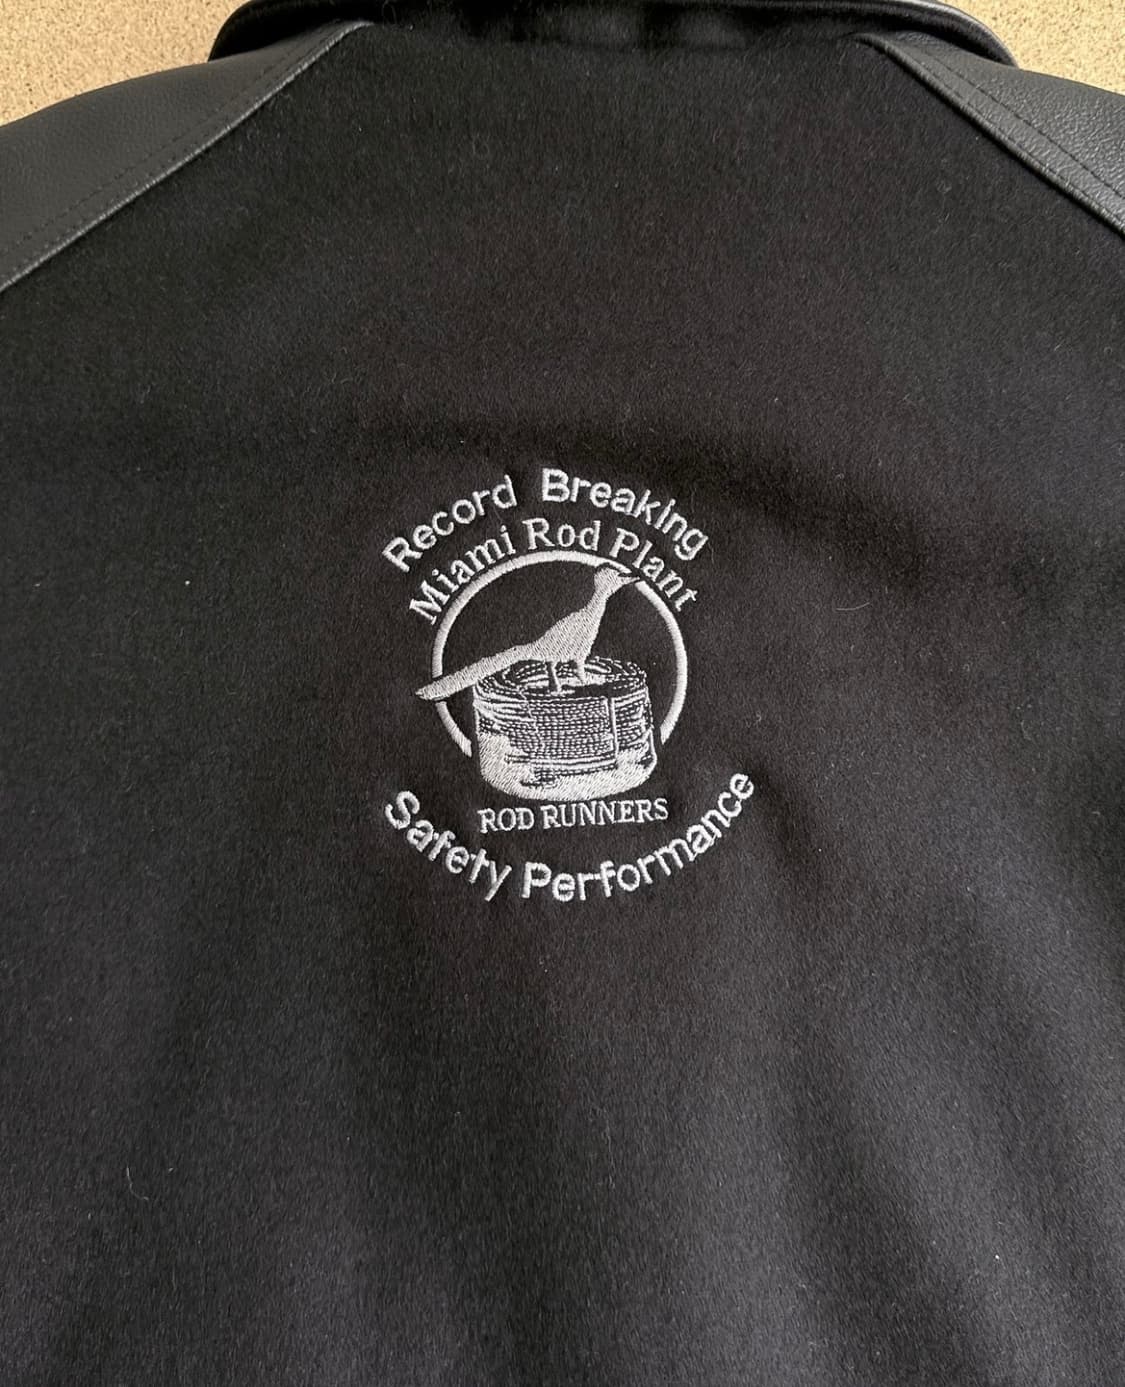 Record Breaking
Miami Rod Plant
ROD RUNNERS
Safety Performance